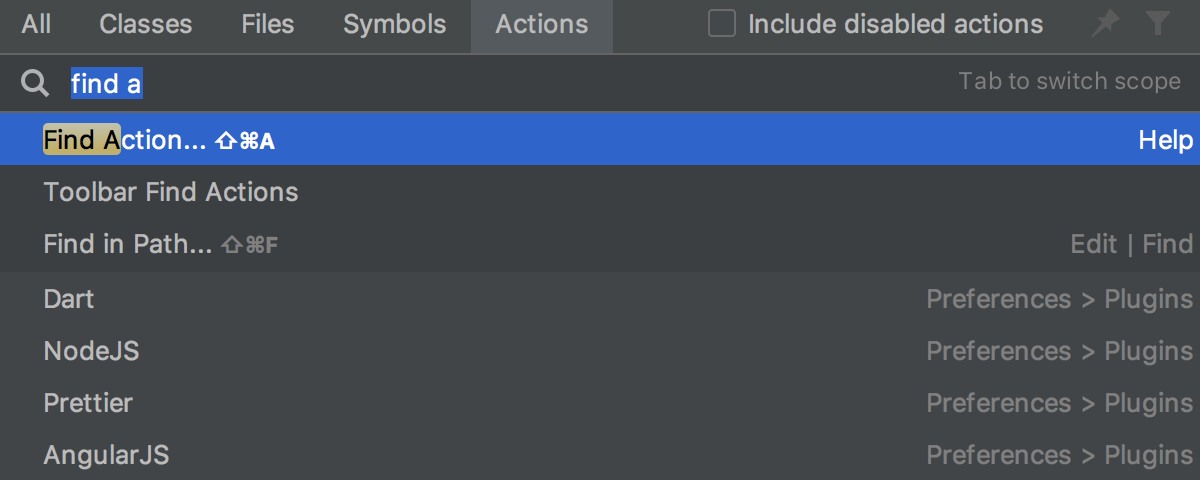 All Classes Files Symbols Actions Include disabled actions
find a Tab to switch scope
Find Action... ⇧⌘A Help
Toolbar Find Actions
Find in Path... ⇧⌘F Edit | Find
Dart Preferences > Plugins
NodeJS Preferences > Plugins
Prettier Preferences > Plugins
AngularJS Preferences > Plugins